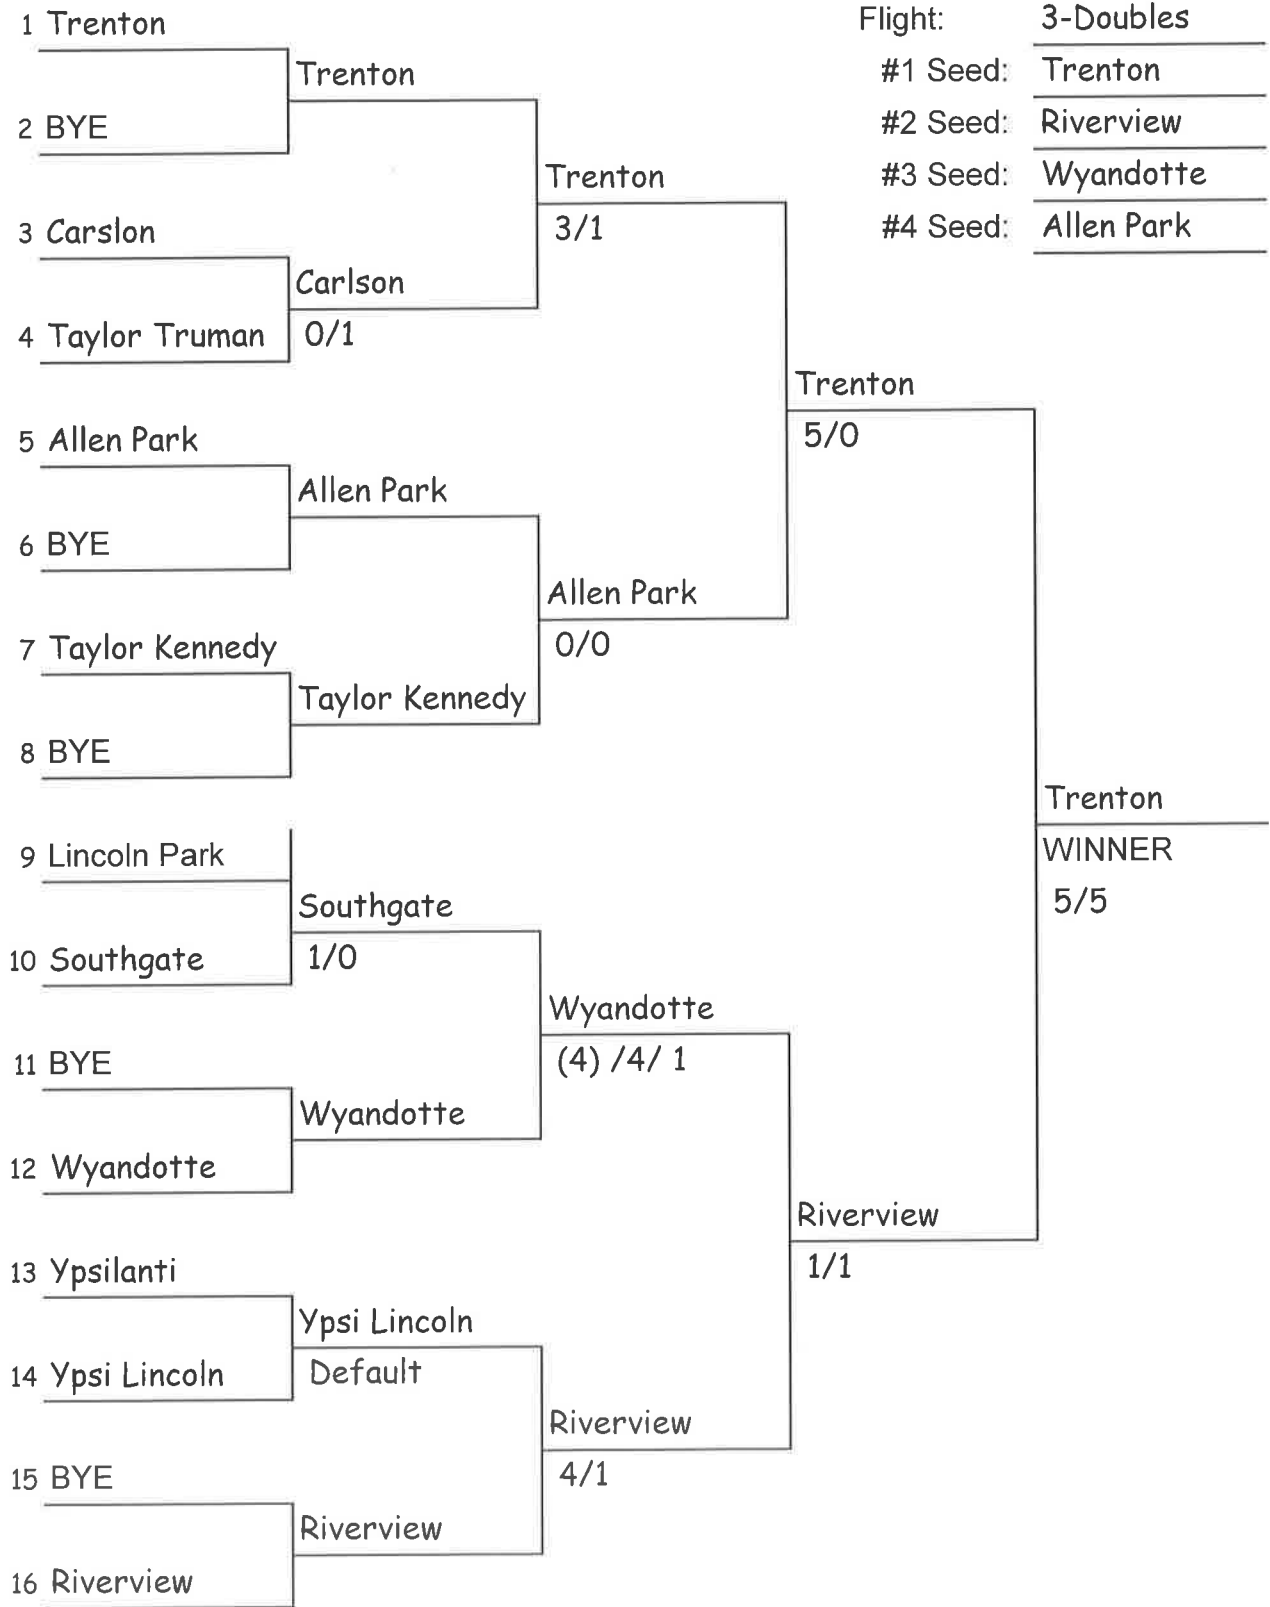 1 Trenton
Trenton
2 BYE
Trenton
3/1
3 Carslon
Carlson
0/1
4 Taylor Truman
Trenton
5/0
5 Allen Park
Allen Park
6 BYE
Allen Park
0/0
7 Taylor Kennedy
Taylor Kennedy
8 BYE
Trenton
WINNER
5/5
9 Lincoln Park
Southgate
1/0
10 Southgate
Wyandotte
(4) /4/ 1
11 BYE
Wyandotte
12 Wyandotte
Riverview
1/1
13 Ypsilanti
Ypsi Lincoln
Default
14 Ypsi Lincoln
Riverview
4/1
15 BYE
Riverview
16 Riverview
Flight: 3-Doubles
#1 Seed: Trenton
#2 Seed: Riverview
#3 Seed: Wyandotte
#4 Seed: Allen Park